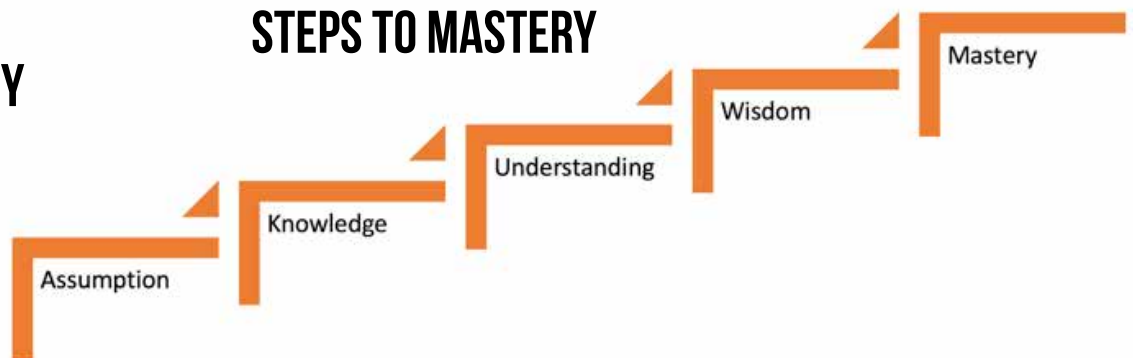 STEPS TO MASTERY
Y
Mastery
Wisdom
Understanding
Knowledge
Assumption